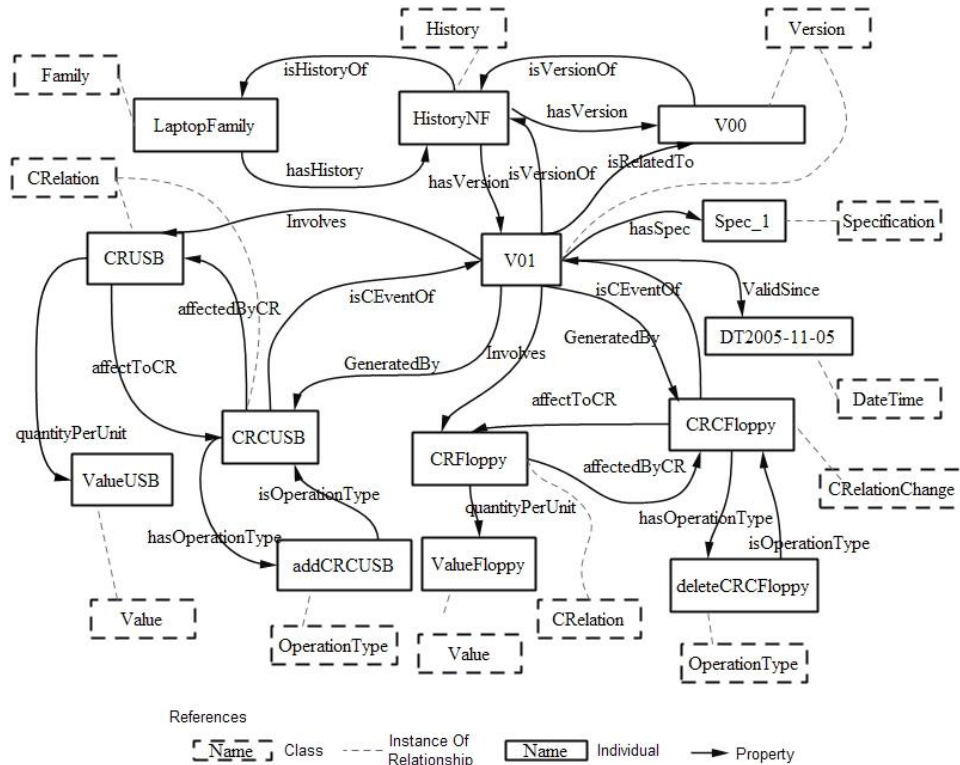 History
Version
Family
isHistoryOf
isVersionOf
LaptopFamily
HistoryNF
hasVersion
V00
CRelation
hasHistory
hasVersion
isVersionOf
isRelatedTo
Involves
hasSpec
Spec_1
Specification
CRUSB
V01
isCEventOf
isCEventOf
ValidSince
affectedByCR
DT2005-11-05
GeneratedBy
Involves
GeneratedBy
affectToCR
DateTime
affectToCR
CRCUSB
CRCFloppy
quantityPerUnit
CRFloppy
affectedByCR
ValueUSB
isOperationType
CRelationChange
quantityPerUnit
hasOperationType
hasOperationType
isOperationType
addCRCUSB
ValueFloppy
deleteCRCFloppy
Value
CRelation
OperationType
Value
OperationType
References
Name
Class
Instance Of
Relationship
Name
Individual
Property